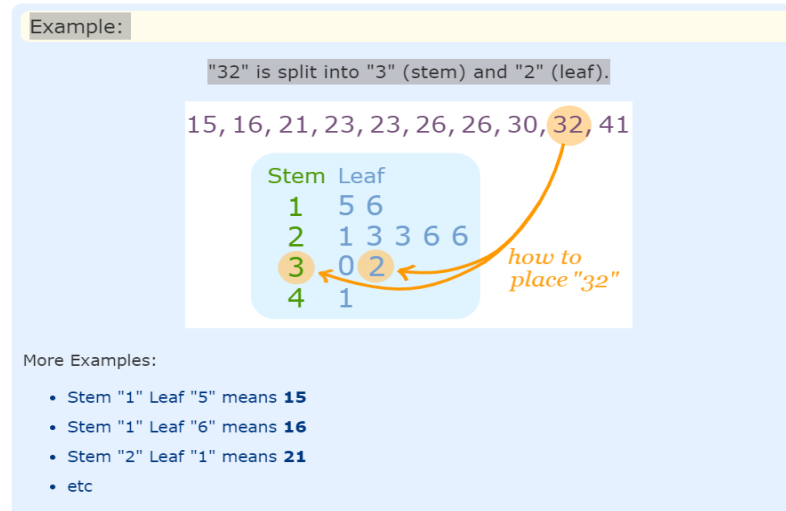 Example:
"32" is split into "3" (stem) and "2" (leaf).
15, 16, 21, 23, 23, 26, 26, 30, 32, 41
Stem Leaf
1 5 6
2 1 3 3 6 6
3 0 2
4 1
how to
place "32"
More Examples:
• Stem "1" Leaf "5" means 15
• Stem "1" Leaf "6" means 16
• Stem "2" Leaf "1" means 21
• etc